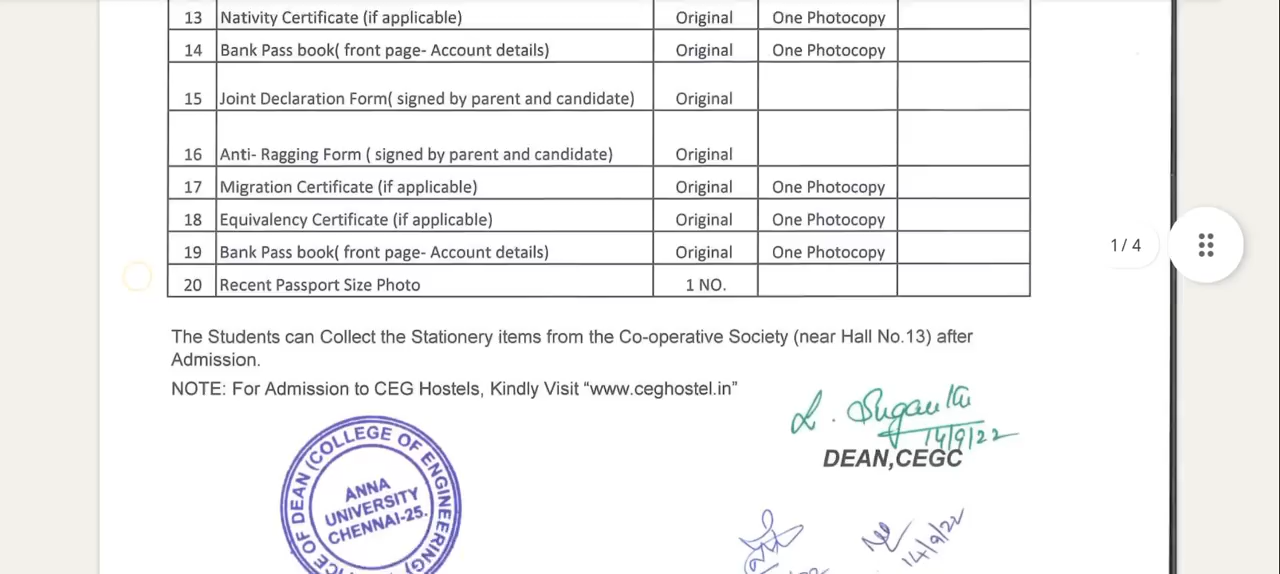 13 Nativity Certificate (if applicable) Original One Photocopy
14 Bank Pass book( front page- Account details) Original One Photocopy
15 Joint Declaration Form( signed by parent and candidate) Original
16 Anti- Ragging Form ( signed by parent and candidate) Original
17 Migration Certificate (if applicable) Original One Photocopy
18 Equivalency Certificate (if applicable) Original One Photocopy
19 Bank Pass book( front page- Account details) Original One Photocopy
20 Recent Passport Size Photo 1 NO.
1 / 4
The Students can Collect the Stationery items from the Co-operative Society (near Hall No.13) after
Admission.
NOTE: For Admission to CEG Hostels, Kindly Visit “www.ceghostel.in”
L. Suganthi
14/9/22
DEAN,CEGC
OF DEAN (COLLEGE OF ENGINEERING)
ANNA
UNIVERSITY
CHENNAI-25.
14/9/22